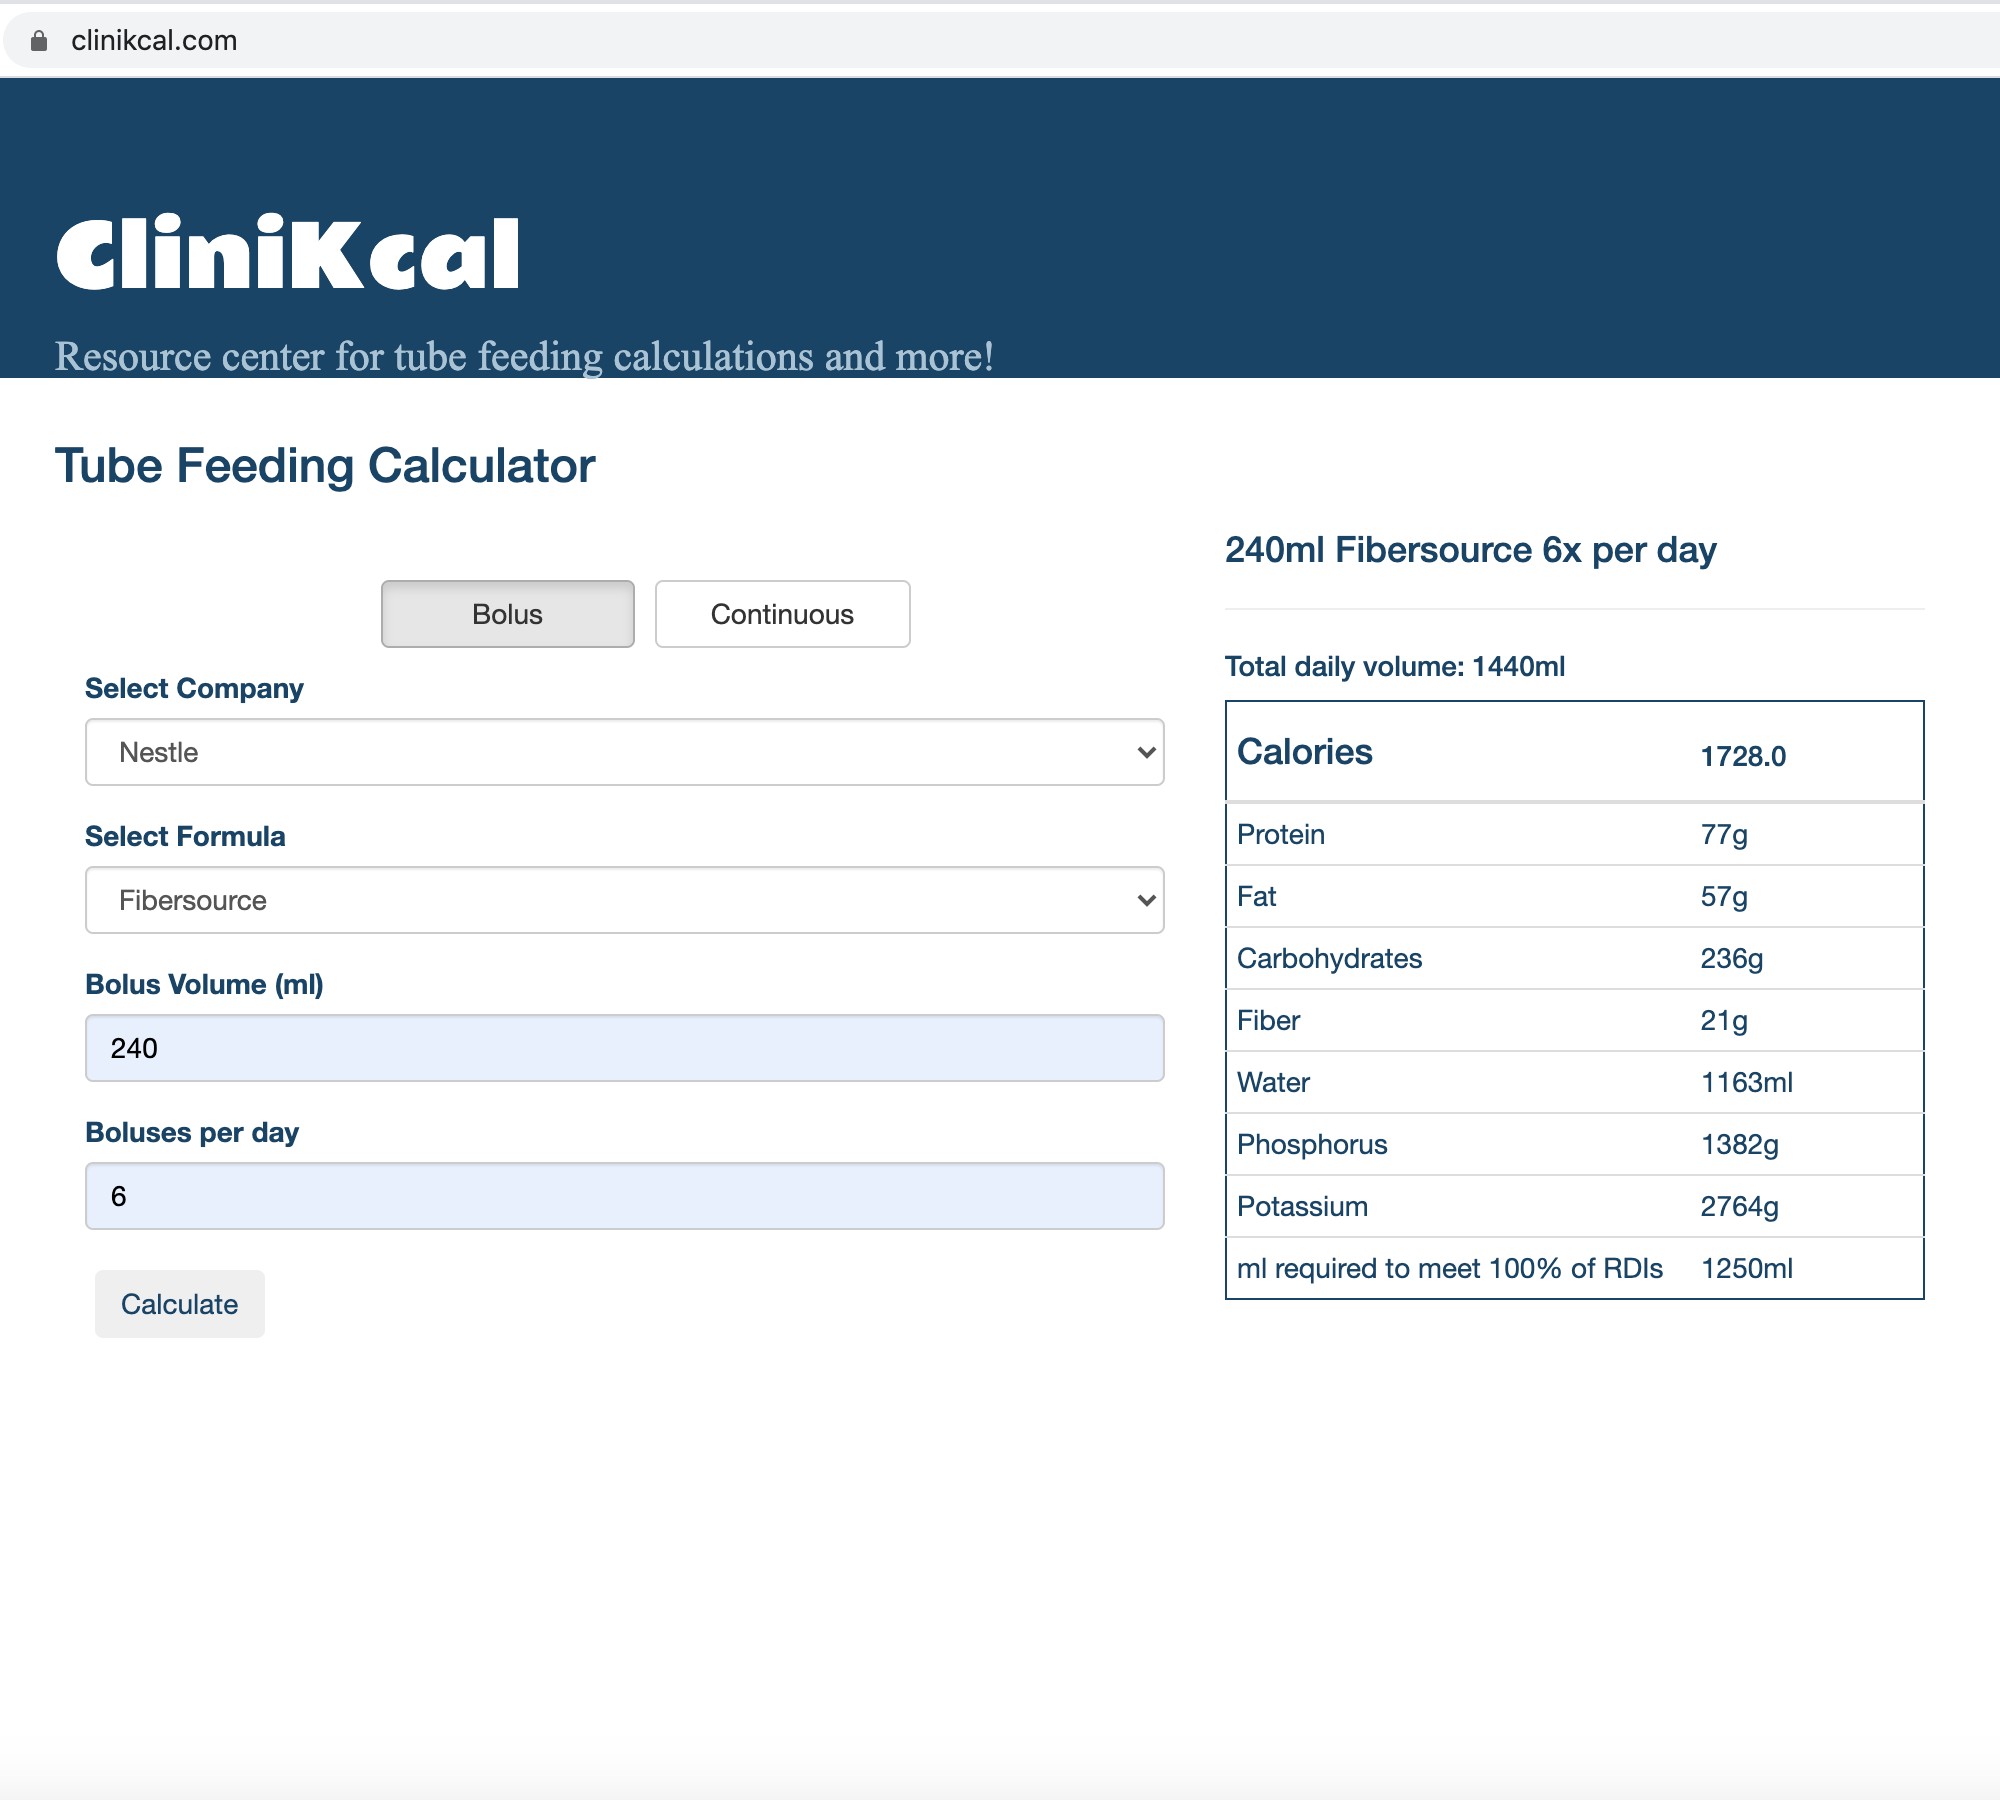 clinikcal.com
CliniKcal
Resource center for tube feeding calculations and more!
Tube Feeding Calculator
Bolus
Continuous
Select Company
Nestle
Select Formula
Fibersource
Bolus Volume (ml)
240
Boluses per day
6
Calculate
240ml Fibersource 6x per day
Total daily volume: 1440ml
Calories 1728.0
Protein 77g
Fat 57g
Carbohydrates 236g
Fiber 21g
Water 1163ml
Phosphorus 1382g
Potassium 2764g
ml required to meet 100% of RDIs 1250ml